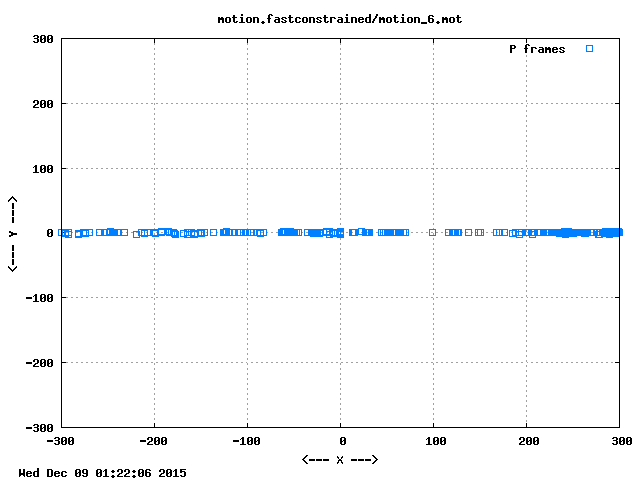 motion.fastconstrained/motion_6.mot
P frames
300
200
100
0
-100
-200
-300
-300 -200 -100 0 100 200 300
<--- Y --->
<--- X --->
Wed Dec 09 01:22:06 2015